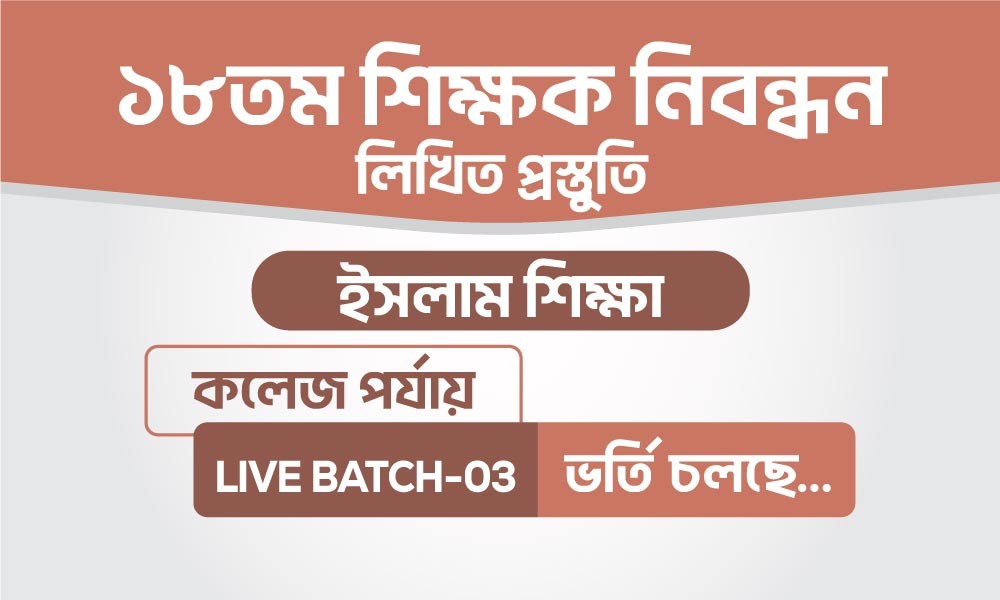 ১৮তম শিক্ষক নিবন্ধন
লিখিত প্রস্তুতি
ইসলাম শিক্ষা
কলেজ পর্যায়
LIVE BATCH-03
ভর্তি চলছে...